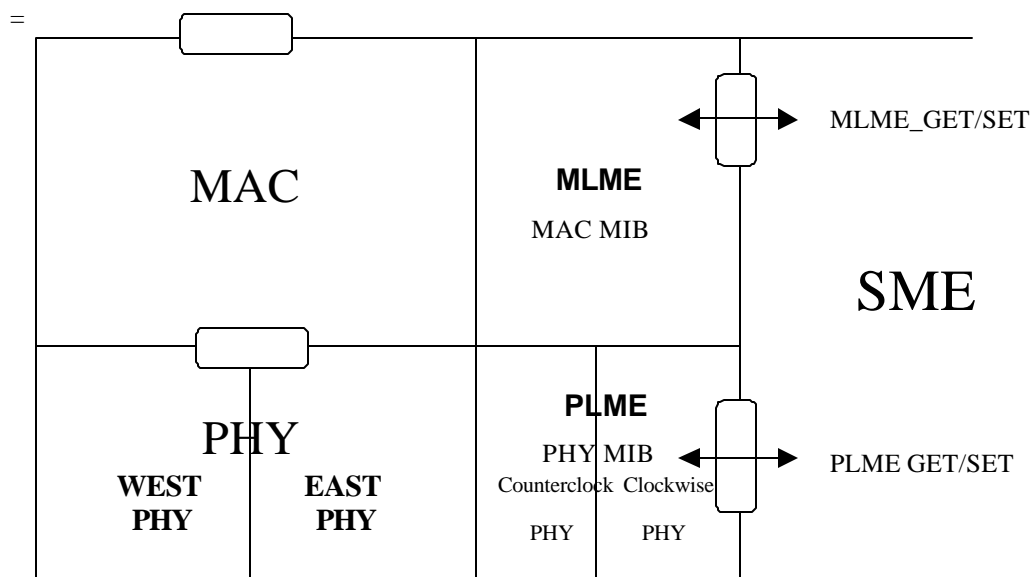 =
MLME_GET/SET
MAC
MLME
MAC MIB
SME
PHY
WEST
PHY
EAST
PHY
PLME
PHY MIB
Counterclock Clockwise
PHY PHY
PLME GET/SET